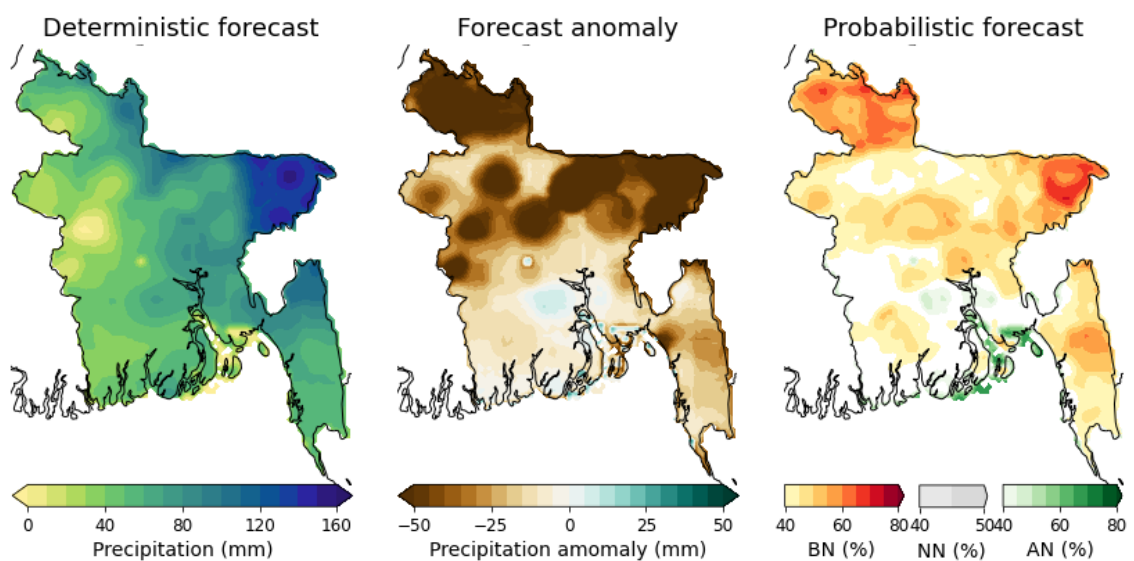 Deterministic forecast
Forecast anomaly
Probabilistic forecast
0 40 80 120 160
Precipitation (mm)
−50 −25 0 25 50
Precipitation amomaly (mm)
40 60 80
BN (%)
40 50
NN (%)
40 60 80
AN (%)